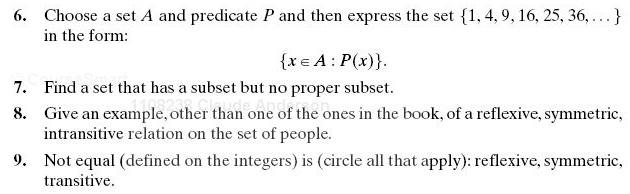 6. Choose a set A and predicate P and then express the set {1, 4, 9, 16, 25, 36, . . . }
in the form:
{x ∈ A : P(x)}.
7. Find a set that has a subset but no proper subset.
1108238 Claude Anderson
8. Give an example, other than one of the ones in the book, of a reflexive, symmetric,
intransitive relation on the set of people.
9. Not equal (defined on the integers) is (circle all that apply): reflexive, symmetric,
transitive.